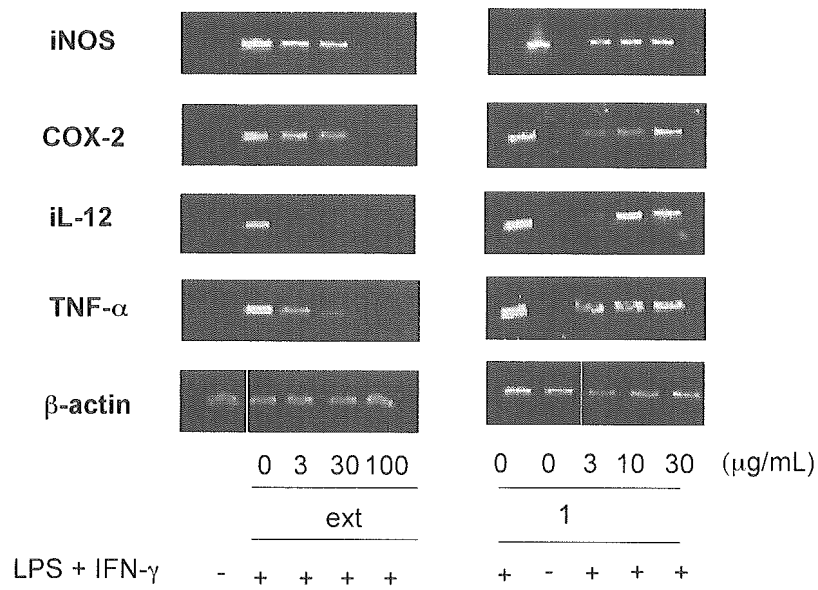 iNOS
COX-2
iL-12
TNF-α
β-actin
0 3 30 100 0 0 3 10 30 (μg/mL)
ext 1
LPS + IFN-γ - + + + + + - + + +